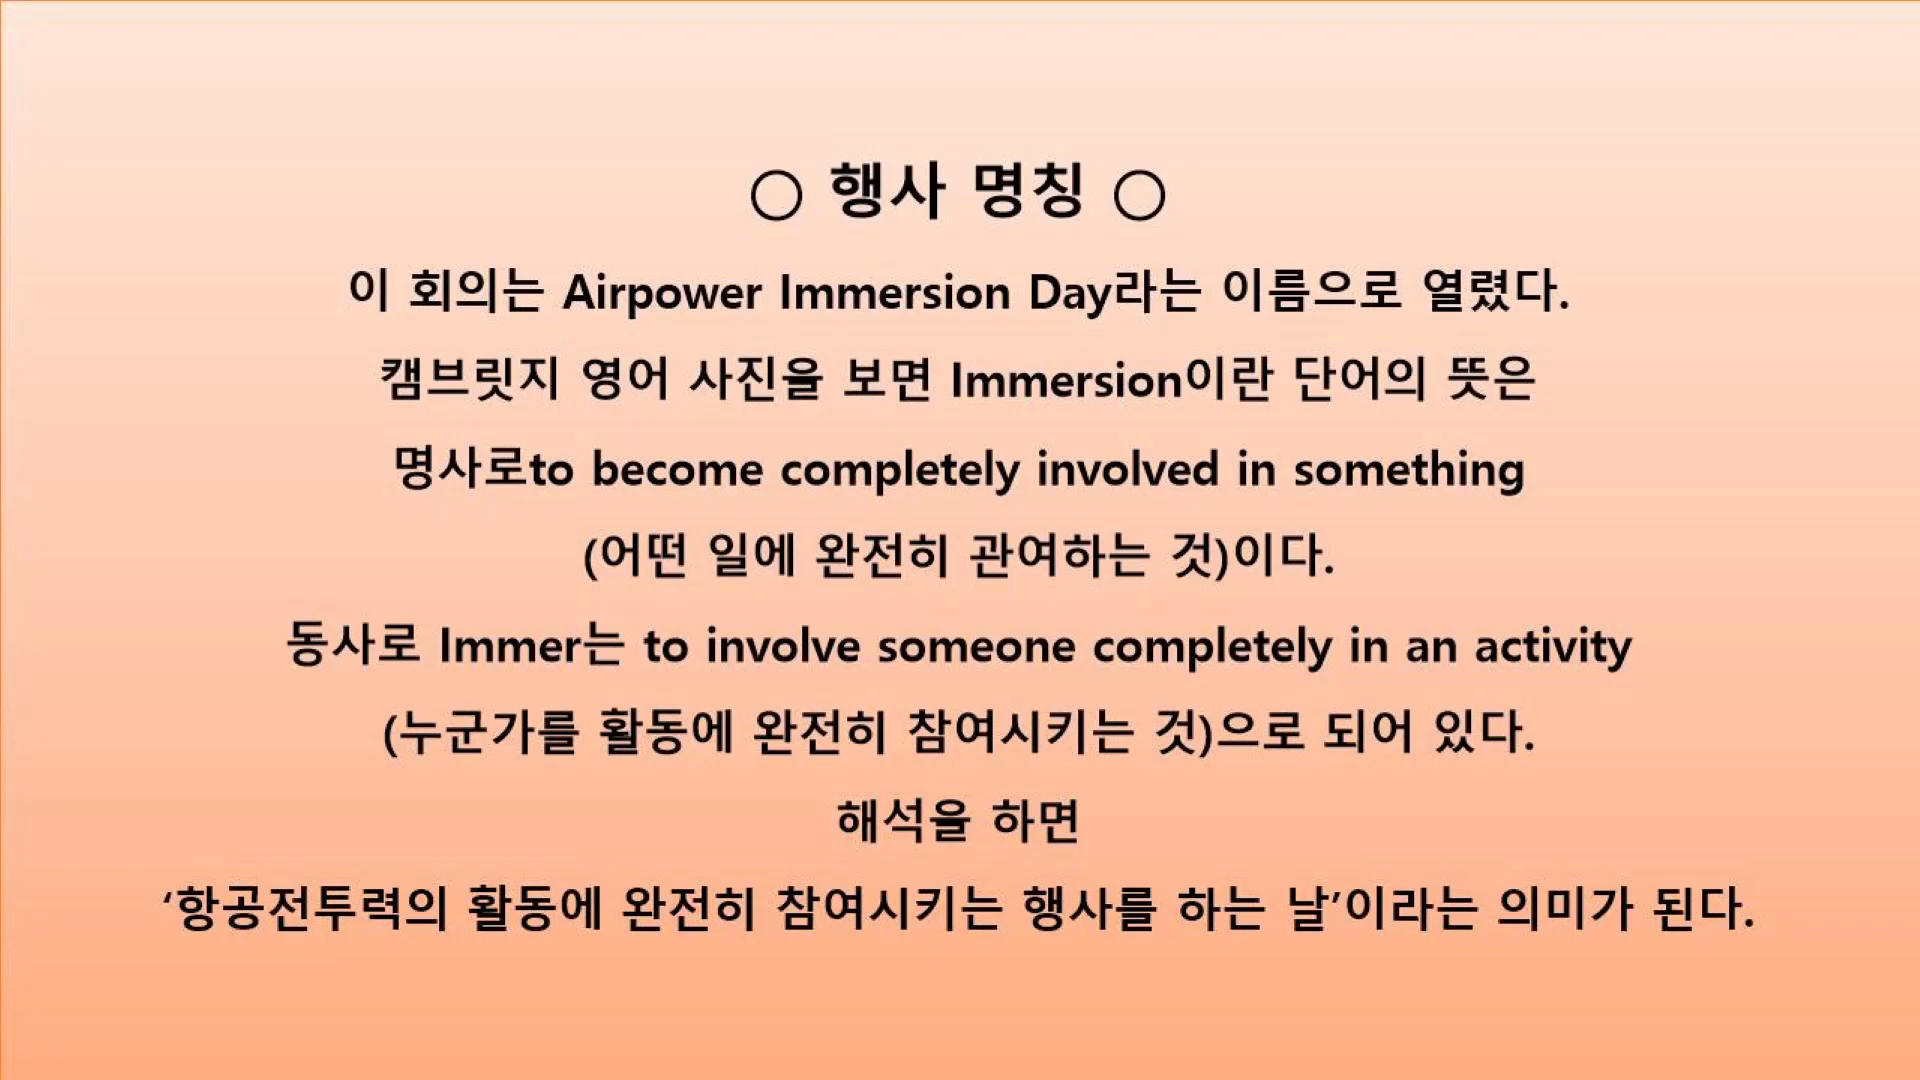 ○ 행사 명칭 ○
이 회의는 Airpower Immersion Day라는 이름으로 열렸다.
캠브릿지 영어 사진을 보면 Immersion이란 단어의 뜻은
명사로to become completely involved in something
(어떤 일에 완전히 관여하는 것)이다.
동사로 Immer는 to involve someone completely in an activity
(누군가를 활동에 완전히 참여시키는 것)으로 되어 있다.
해석을 하면
‘항공전투력의 활동에 완전히 참여시키는 행사를 하는 날’이라는 의미가 된다.